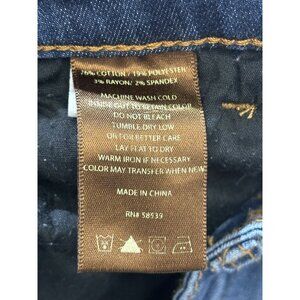 76% COTTON / 19% POLYESTER
3% RAYON/ 2% SPANDEX
MACHINE WASH COLD
INSIDE OUT TO RETAIN COLOR
DO NOT BLEACH
TUMBLE DRY LOW
OR FOR BETTER CARE
LAY FLAT TO DRY
WARM IRON IF NECESSARY
COLOR MAY TRANSFER WHEN NEW
MADE IN CHINA
RN# 58939